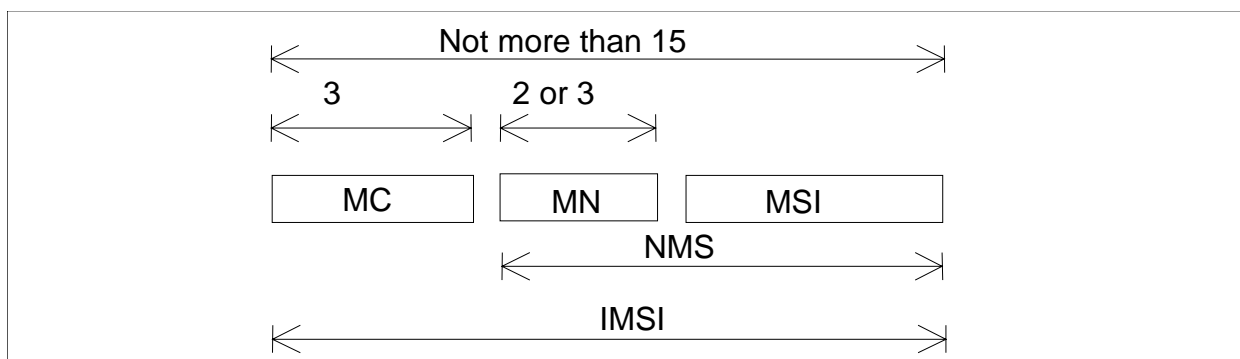 Not more than 15
3 2 or 3
MC MN MSI
NMS
IMSI